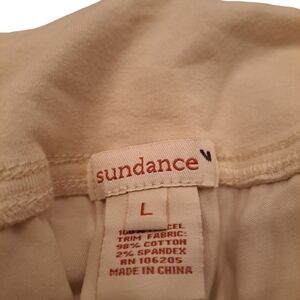 sundance
L
TRIM FABRIC:
98% COTTON
2% SPANDEX
RN 106205
MADE IN CHINA